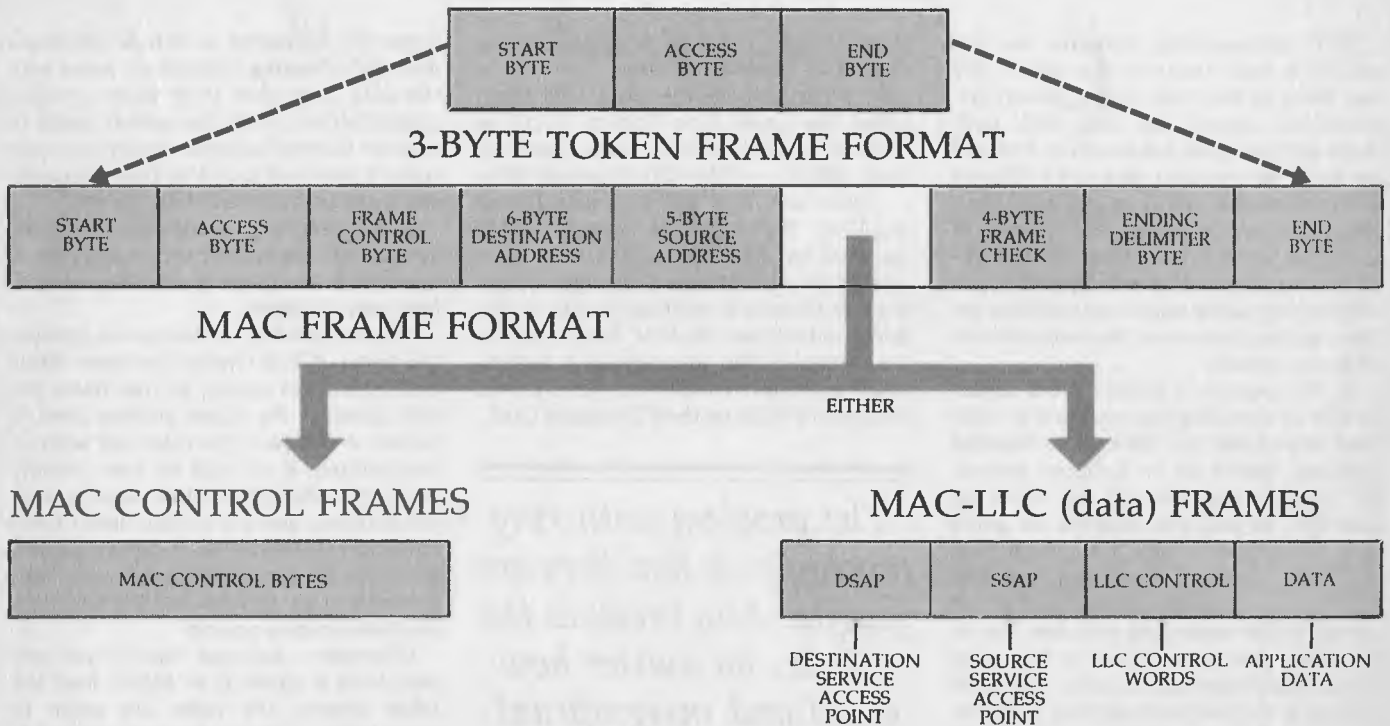 START BYTE
ACCESS BYTE
END BYTE
3-BYTE TOKEN FRAME FORMAT
START BYTE
ACCESS BYTE
FRAME CONTROL BYTE
6-BYTE DESTINATION ADDRESS
5-BYTE SOURCE ADDRESS
4-BYTE FRAME CHECK
ENDING DELIMITER BYTE
END BYTE
MAC FRAME FORMAT
EITHER
MAC CONTROL FRAMES
MAC-LLC (data) FRAMES
MAC CONTROL BYTES
DSAP
SSAP
LLC CONTROL
DATA
DESTINATION SERVICE ACCESS POINT
SOURCE SERVICE ACCESS POINT
LLC CONTROL WORDS
APPLICATION DATA